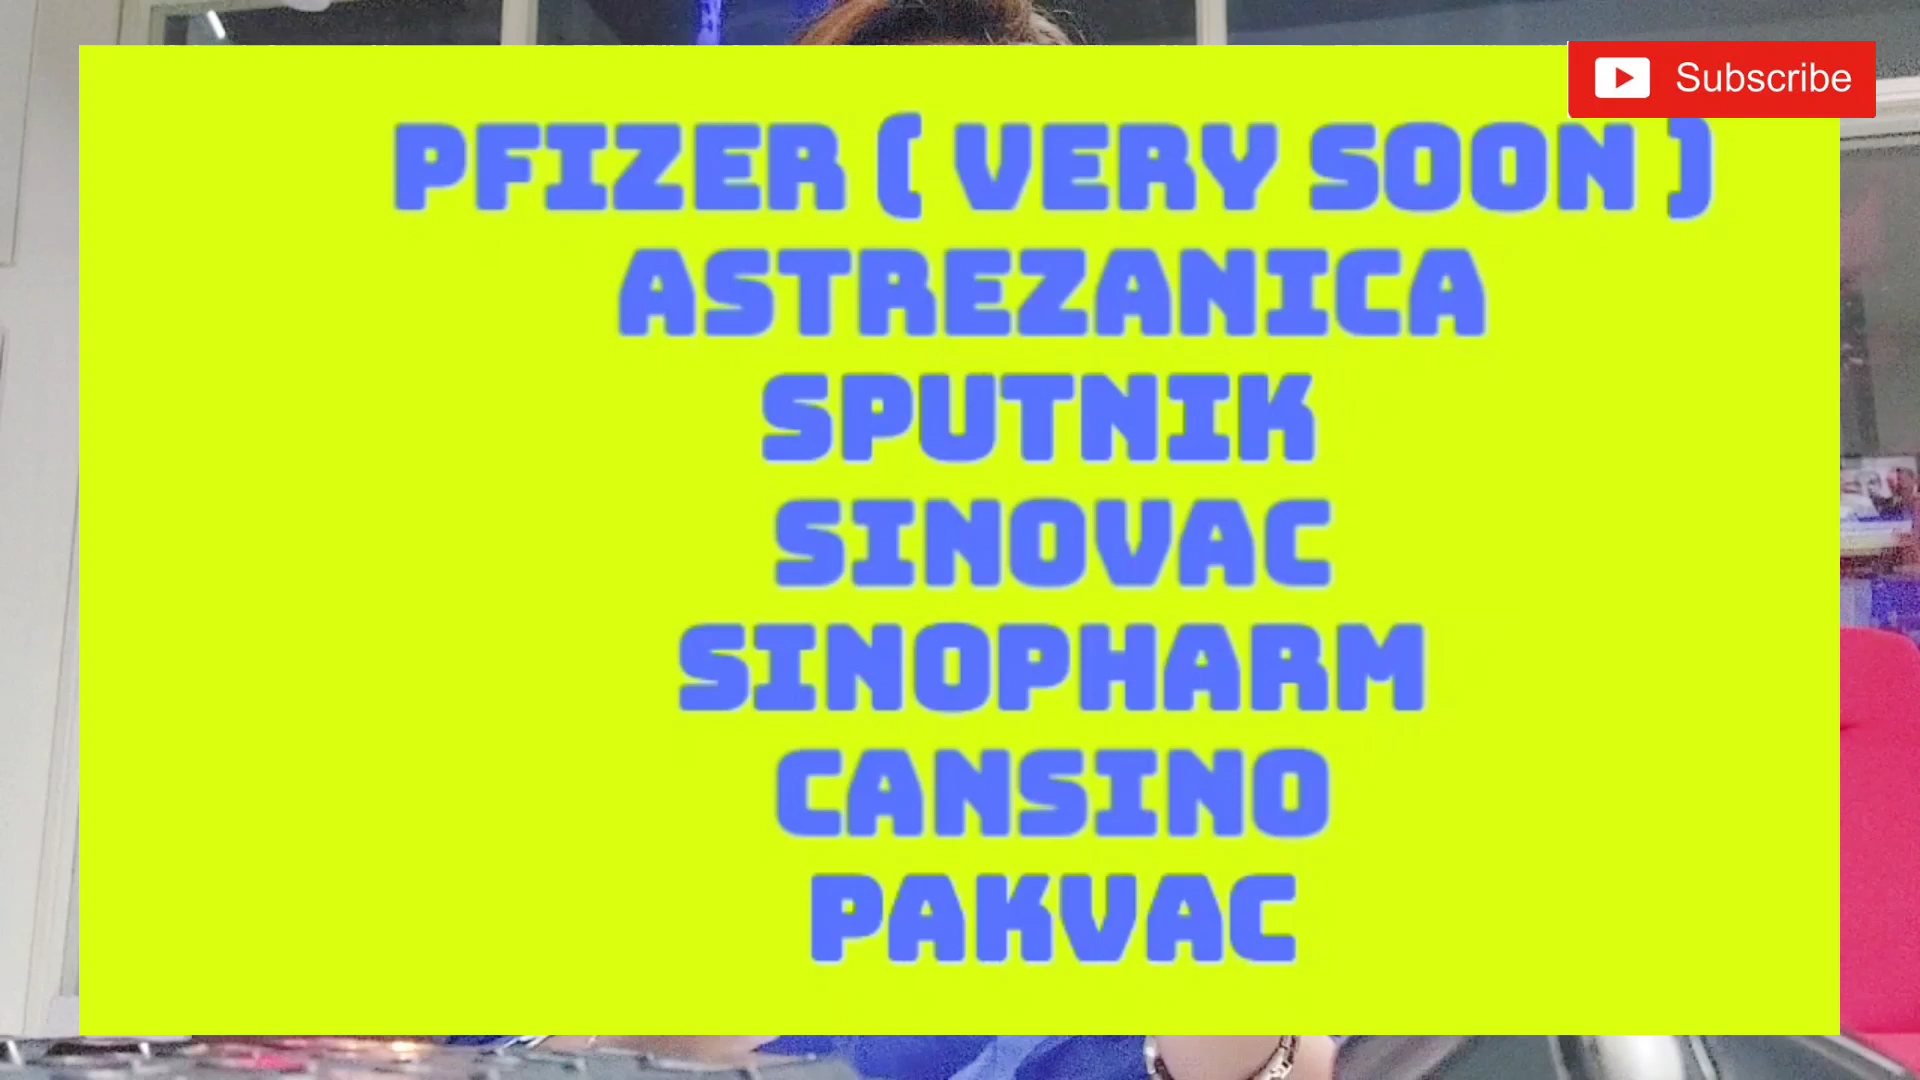 Subscribe
PFIZER ( VERY SOON )
ASTREZANICA
SPUTNIK
SINOVAC
SINOPHARM
CANSINO
PAKVAC